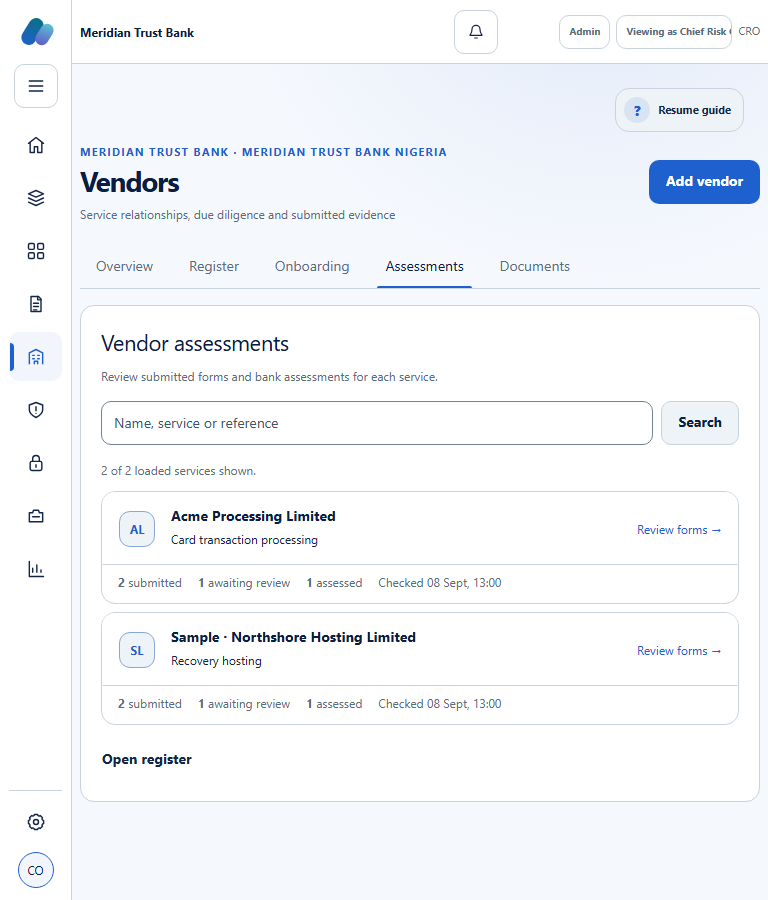 Meridian Trust Bank
Admin
Viewing as Chief Risk
CRO
? Resume guide
MERIDIAN TRUST BANK · MERIDIAN TRUST BANK NIGERIA
Vendors
Add vendor
Service relationships, due diligence and submitted evidence
Overview Register Onboarding Assessments Documents
Vendor assessments
Review submitted forms and bank assessments for each service.
Name, service or reference
Search
2 of 2 loaded services shown.
AL
Acme Processing Limited
Card transaction processing
Review forms →
2 submitted 1 awaiting review 1 assessed Checked 08 Sept, 13:00
SL
Sample · Northshore Hosting Limited
Recovery hosting
Review forms →
2 submitted 1 awaiting review 1 assessed Checked 08 Sept, 13:00
Open register
CO